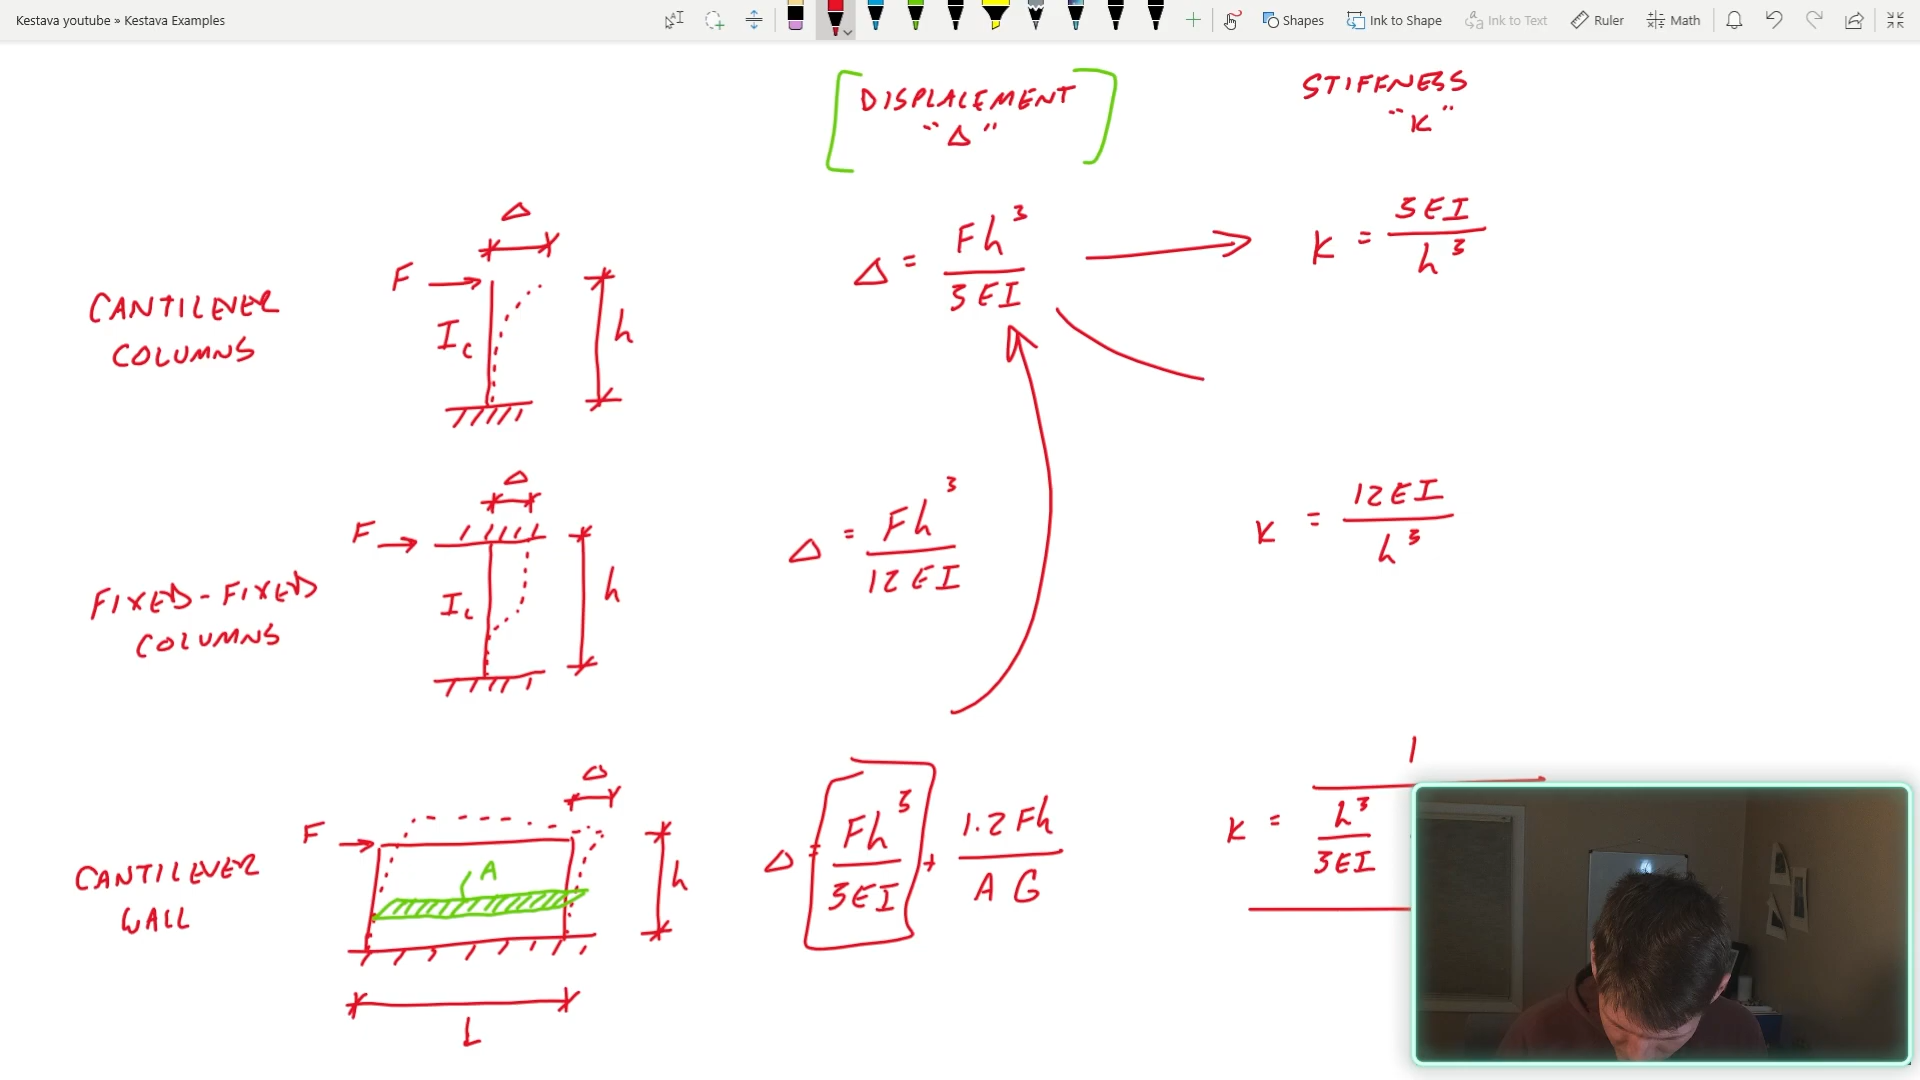 Kestava youtube » Kestava Examples
Shapes
Ink to Shape
Ink to Text
Ruler
Math
DISPLACEMENT
"Δ"
STIFFNESS
"K"
CANTILEVER
COLUMNS
Δ
F
Ic
h
Δ = Fh³/3EI
K = 3EI/h³
FIXED-FIXED
COLUMNS
Δ
F
Ic
h
Δ = Fh³/12EI
K = 12EI/h³
CANTILEVER
WALL
Δ
F
A
h
L
Δ = Fh³/3EI + 1.2Fh/AG
K = 1/h³/3EI